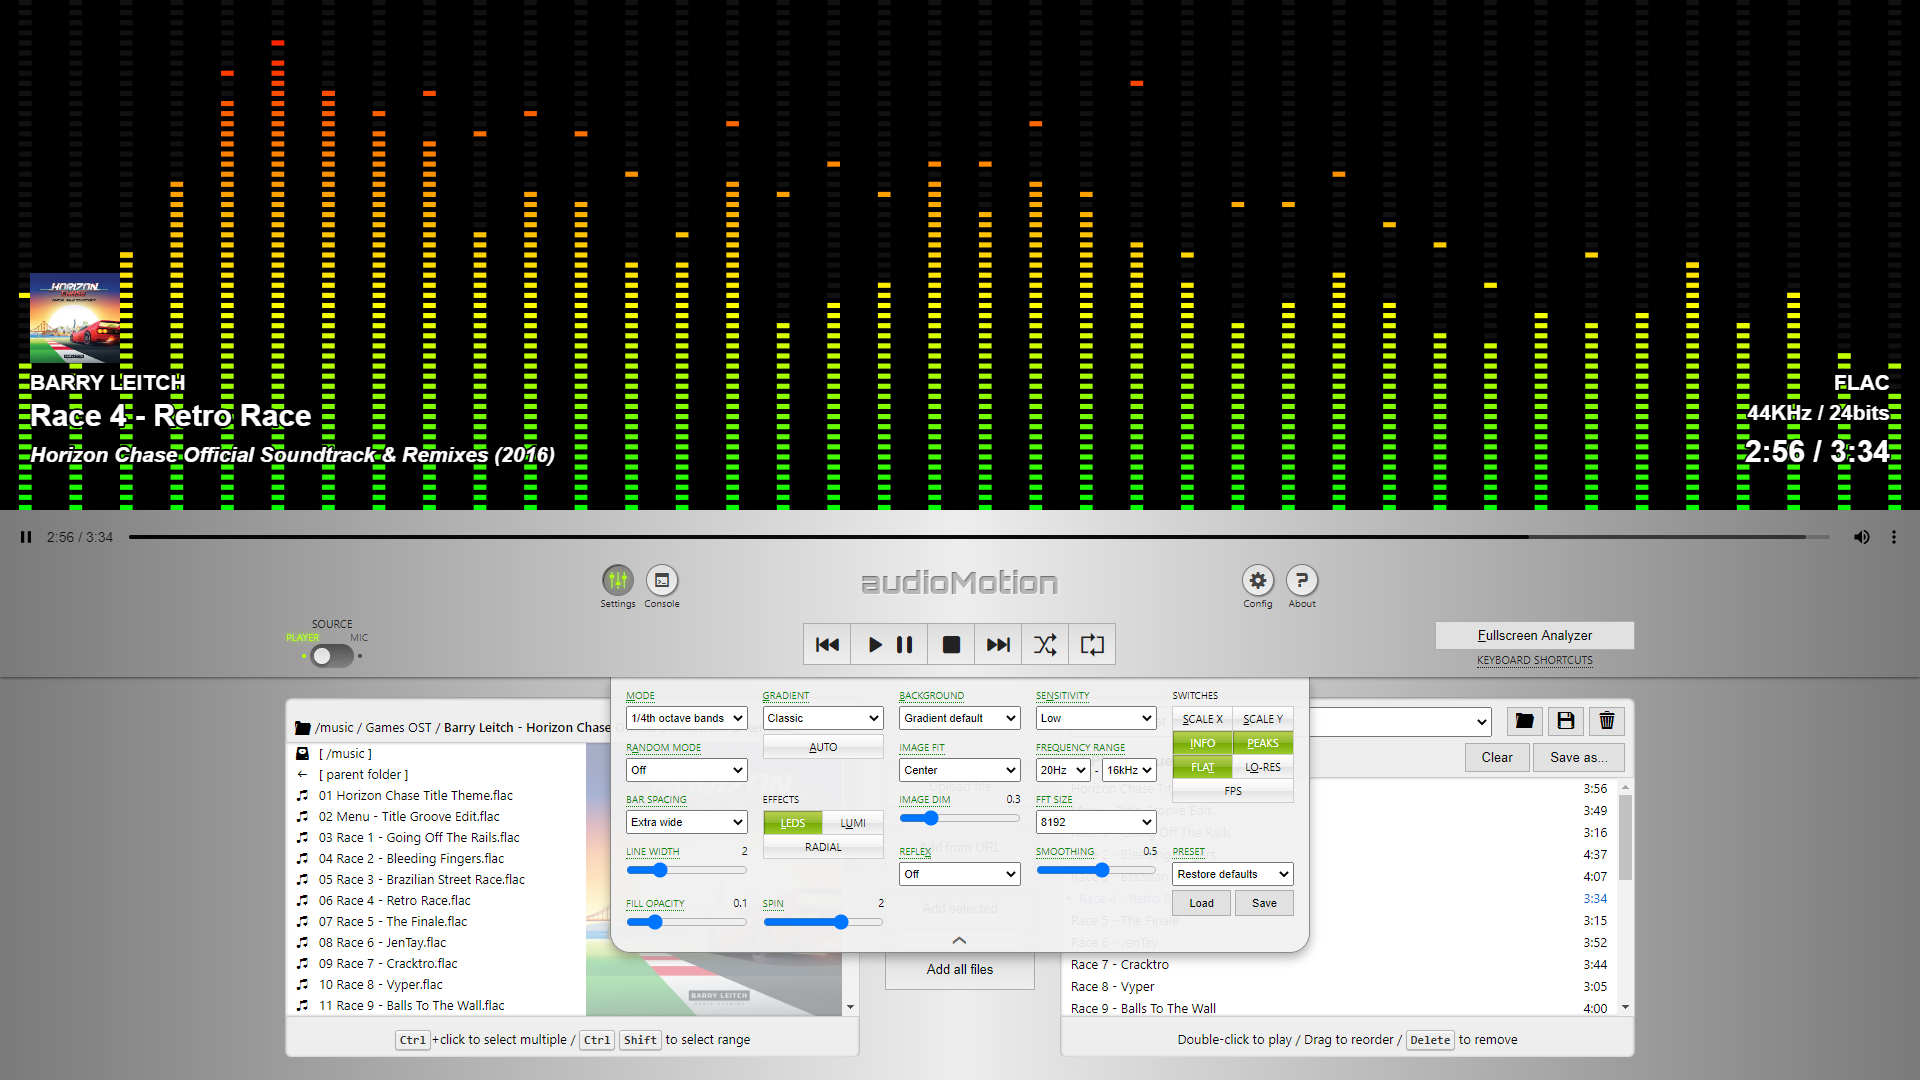 HORIZON
CHASE
BARRY LEITCH
Race 4 - Retro Race
Horizon Chase Official Soundtrack & Remixes (2016)
FLAC
44KHz / 24bits
2:56 / 3:34
2:56 / 3:34
Settings
Console
audioMotion
Config
?
About
SOURCE
PLAYER
MIC
Fullscreen Analyzer
KEYBOARD SHORTCUTS
MODE
1/4th octave bands
RANDOM MODE
Off
BAR SPACING
Extra wide
LINE WIDTH 2
FILL OPACITY 0.1
GRADIENT
Classic
AUTO
EFFECTS
LEDS LUMI
RADIAL
SPIN 2
BACKGROUND
Gradient default
IMAGE FIT
Center
IMAGE DIM 0.3
REFLEX
Off
SENSITIVITY
Low
FREQUENCY RANGE
20Hz - 16kHz
FFT SIZE
8192
SMOOTHING 0.5
SWITCHES
SCALE X SCALE Y
INFO PEAKS
FLAT LO-RES
FPS
PRESET
Restore defaults
Load Save
/music / Games OST / Barry Leitch - Horizon Chase
[ /music ]
[ parent folder ]
01 Horizon Chase Title Theme.flac
02 Menu - Title Groove Edit.flac
03 Race 1 - Going Off The Rails.flac
04 Race 2 - Bleeding Fingers.flac
05 Race 3 - Brazilian Street Race.flac
06 Race 4 - Retro Race.flac
07 Race 5 - The Finale.flac
08 Race 6 - JenTay.flac
09 Race 7 - Cracktro.flac
10 Race 8 - Vyper.flac
11 Race 9 - Balls To The Wall.flac
BARRY LEITCH
Ctrl +click to select multiple / Ctrl Shift to select range
Upload file
Add from URL
Add selected
Add all files
Clear
Save as...
3:56
3:49
3:16
4:37
4:07
3:34
Race 5 - The Finale 3:15
Race 6 - JenTay 3:52
Race 7 - Cracktro 3:44
Race 8 - Vyper 3:05
Race 9 - Balls To The Wall 4:00
Double-click to play / Drag to reorder / Delete to remove